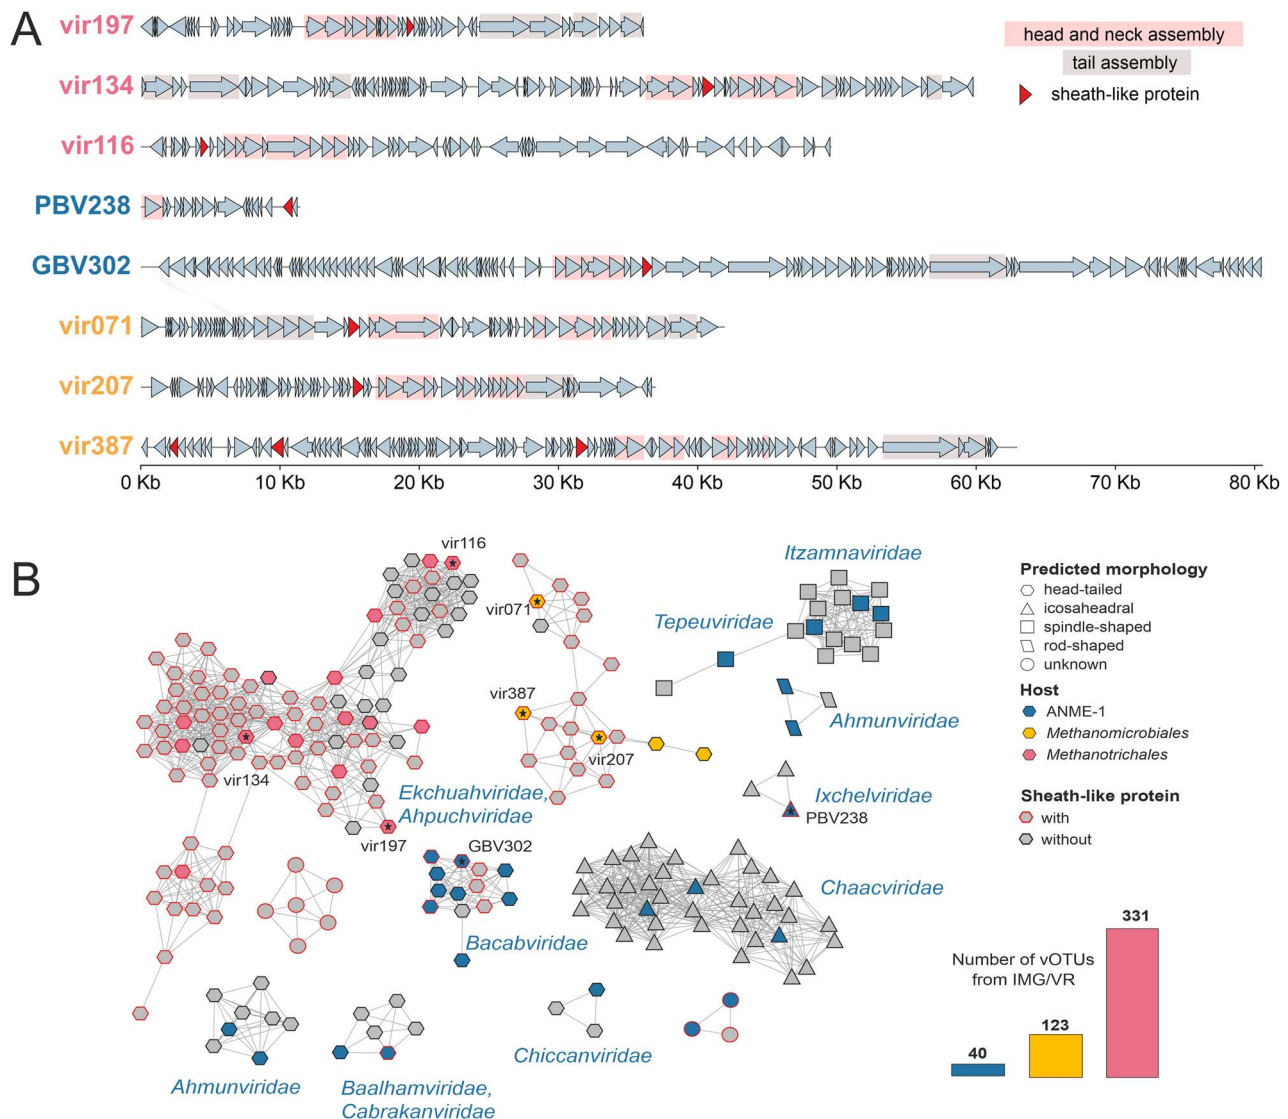 A
vir197
vir134
vir116
PBV238
GBV302
vir071
vir207
vir387
head and neck assembly
tail assembly
sheath-like protein
0 Kb 10 Kb 20 Kb 30 Kb 40 Kb 50 Kb 60 Kb 70 Kb 80 Kb
B
vir116
vir071
vir387
vir207
vir134
vir197
Ekchuahviridae,
Ahpuchviridae
GBV302
Bacabviridae
Itzamnaviridae
Tepeuviridae
Ahmunviridae
Ixchelviridae
PBV238
Chaacviridae
Ahmunviridae
Baalhamviridae,
Cabrakanviridae
Chiccanviridae
Predicted morphology
head-tailed
icosaheadral
spindle-shaped
rod-shaped
unknown
Host
ANME-1
Methanomicrobiales
Methanotrichales
Sheath-like protein
with
without
Number of vOTUs
from IMG/VR
40
123
331